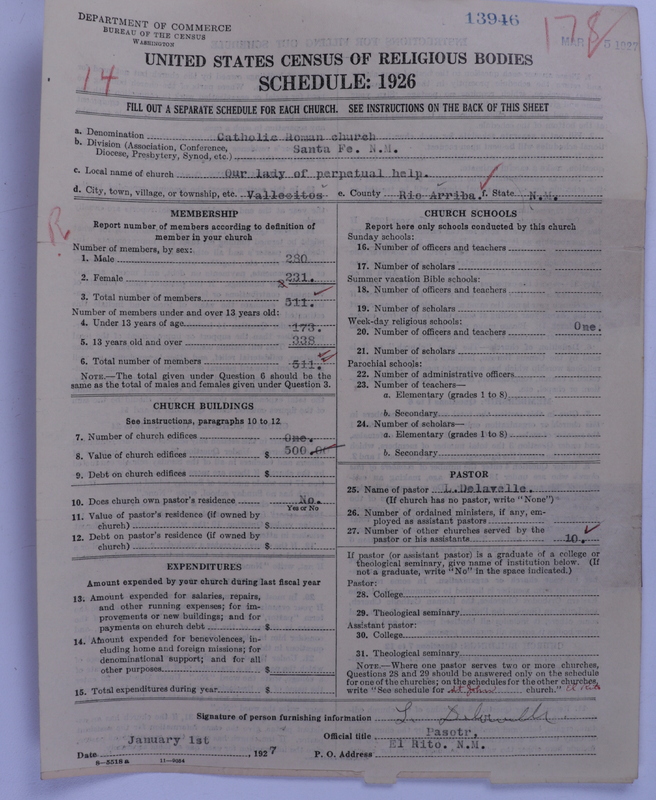 DEPARTMENT OF COMMERCE
BUREAU OF THE CENSUS
WASHINGTON
13946
178
MAR 5 1927
14
UNITED STATES CENSUS OF RELIGIOUS BODIES
SCHEDULE: 1926
FILL OUT A SEPARATE SCHEDULE FOR EACH CHURCH. SEE INSTRUCTIONS ON THE BACK OF THIS SHEET
a. Denomination Catholic Roman church
b. Division (Association, Conference, Diocese, Presbytery, Synod, etc.) Santa Fe. N.M.
c. Local name of church Our lady of perpetual help.
d. City, town, village, or township, etc. Vallecitos e. County Rio Arriba. f. State N.M.
R
MEMBERSHIP
Report number of members according to definition of
member in your church
Number of members, by sex:
1. Male 280
2. Female 231.
3. Total number of members 511.
Number of members under and over 13 years old:
4. Under 13 years of age 173.
5. 13 years old and over 338
6. Total number of members 511.
NOTE.—The total given under Question 6 should be the
same as the total of males and females given under Question 3.
CHURCH BUILDINGS
See instructions, paragraphs 10 to 12
7. Number of church edifices One.
8. Value of church edifices $ 500.
9. Debt on church edifices $
10. Does church own pastor's residence No.
Yes or No
11. Value of pastor's residence (if owned by
church) $
12. Debt on pastor's residence (if owned by
church) $
EXPENDITURES
Amount expended by your church during last fiscal year
13. Amount expended for salaries, repairs,
and other running expenses; for im-
provements or new buildings; and for
payments on church debt $
14. Amount expended for benevolences, in-
cluding home and foreign missions; for
denominational support; and for all
other purposes $
15. Total expenditures during year $
CHURCH SCHOOLS
Report here only schools conducted by this church
Sunday schools:
16. Number of officers and teachers
17. Number of scholars
Summer vacation Bible schools:
18. Number of officers and teachers
19. Number of scholars
Week-day religious schools:
20. Number of officers and teachers One.
21. Number of scholars
Parochial schools:
22. Number of administrative officers
23. Number of teachers—
a. Elementary (grades 1 to 8)
b. Secondary
24. Number of scholars—
a. Elementary (grades 1 to 8)
b. Secondary
PASTOR
25. Name of pastor L. Delavelle.
(If church has no pastor, write "None")
26. Number of ordained ministers, if any, em-
ployed as assistant pastors
27. Number of other churches served by the
pastor or his assistants 10.
If pastor (or assistant pastor) is a graduate of a college or
theological seminary, give name of institution below. (If
not a graduate, write "No" in the space indicated.)
Pastor:
28. College
29. Theological seminary
Assistant pastor:
30. College
31. Theological seminary
NOTE.—Where one pastor serves two or more churches,
Questions 28 and 29 should be answered only on the schedule
for one of the churches; on the schedules for the other churches,
write "See schedule for St John church." El Rito
Signature of person furnishing information L. Delavelle
Official title Pasotr,
Date January 1st, 1927
P. O. Address El Rito. N.M.
8—5518 a 11—9034